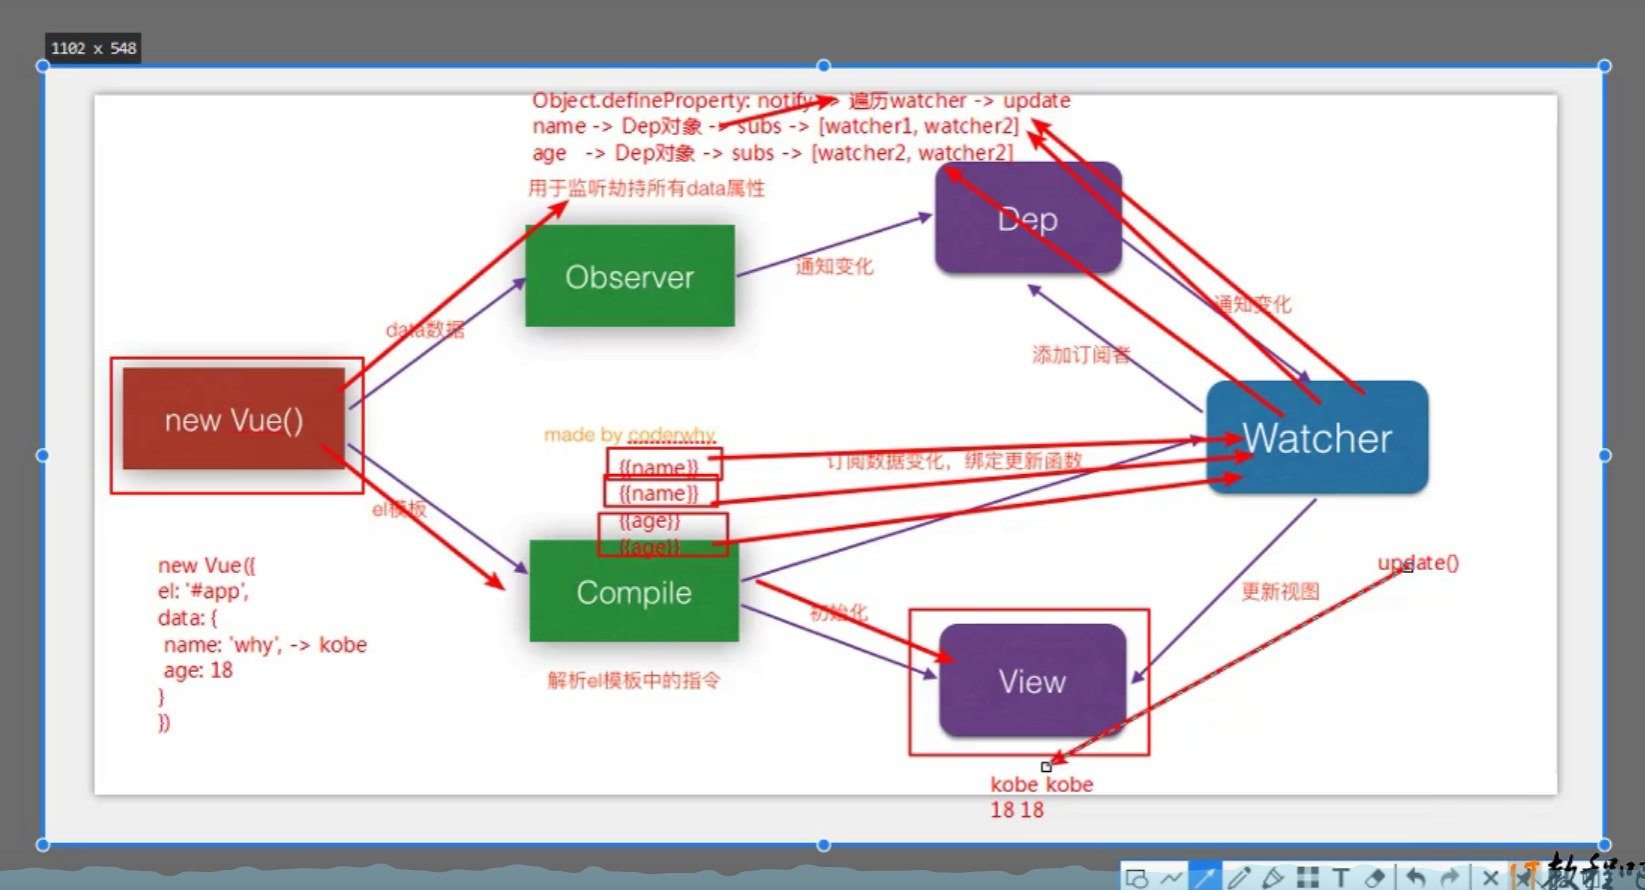 1102 x 548
Object.defineProperty: notify -> 遍历watcher -> update
name -> Dep对象 -> subs -> [watcher1, watcher2]
age -> Dep对象 -> subs -> [watcher2, watcher2]
用于监听劫持所有data属性
Dep
Observer
通知变化
通知变化
data数据
添加订阅者
new Vue()
made by coderwhy
Watcher
{{name}}
订阅数据变化，绑定更新函数
{{name}}
el模板
{{age}}
{{age}}
new Vue({
el: '#app',
data: {
name: 'why', -> kobe
age: 18
}
})
Compile
update()
更新视图
初始化
解析el模板中的指令
View
kobe kobe
18 18